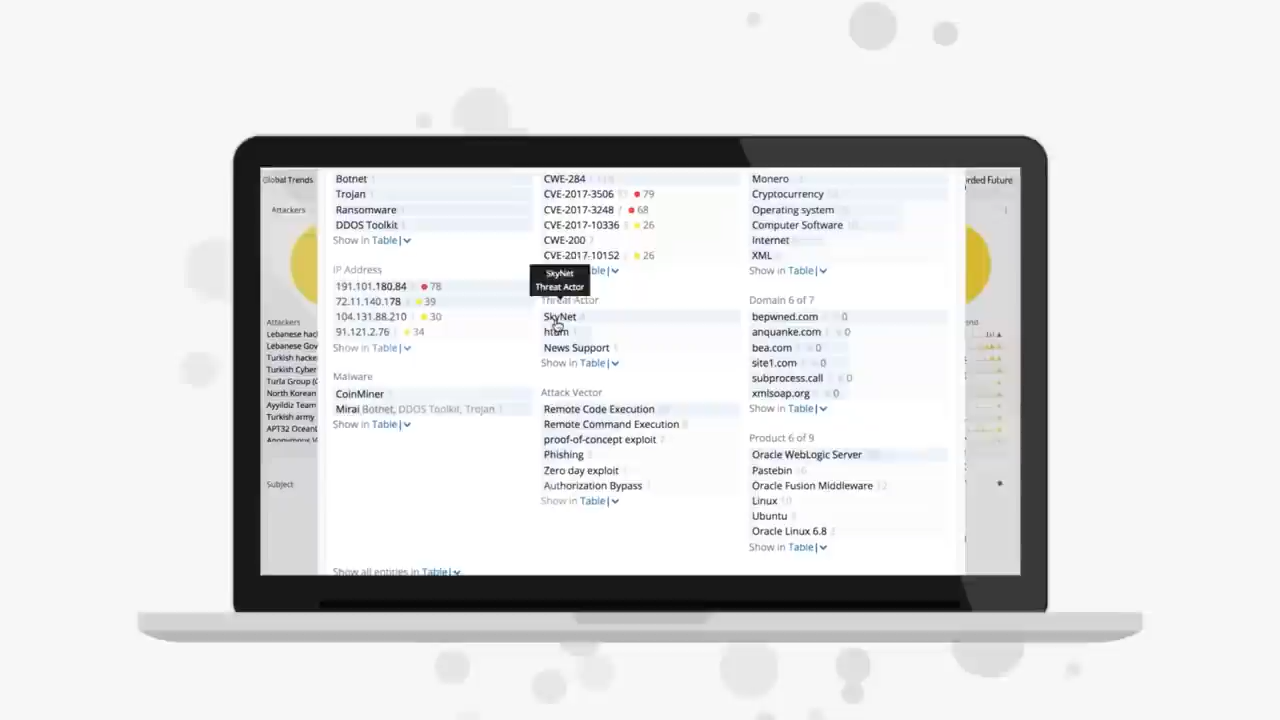 Global Trends
Attackers
Attackers
Lebanese hac
Lebanese Gov
Turkish hacke
Turkish Cyber
Turla Group (
North Korean
Ayyildiz Team
Turkish army
APT32 Ocean
Anonymous
Subject
Botnet
Trojan
Ransomware
DDOS Toolkit
Show in Table|
IP Address
191.101.180.84 78
72.11.140.178 39
104.131.88.210 30
91.121.2.76 34
Show in Table|
Malware
CoinMiner
Mirai Botnet, DDOS Toolkit, Trojan
Show in Table|
Show all entities in Table|
CWE-284
CVE-2017-3506 79
CVE-2017-3248 68
CVE-2017-10336 26
CWE-200
CVE-2017-10152 26
ble|
SkyNet
Threat Actor
Threat Actor
SkyNet
News Support
Show in Table|
Attack Vector
Remote Code Execution
Remote Command Execution
proof-of-concept exploit
Phishing
Zero day exploit
Authorization Bypass
Show in Table|
Monero
Cryptocurrency
Operating system
Computer Software
Internet
XML
Show in Table|
Domain 6 of 7
bepwned.com 0
anquanke.com 0
bea.com 0
site1.com 0
subprocess.call 0
xmlsoap.org 0
Show in Table|
Product 6 of 9
Oracle WebLogic Server
Pastebin
Oracle Fusion Middleware 12
Linux 10
Ubuntu
Oracle Linux 6.8
Show in Table|
rded Future
end